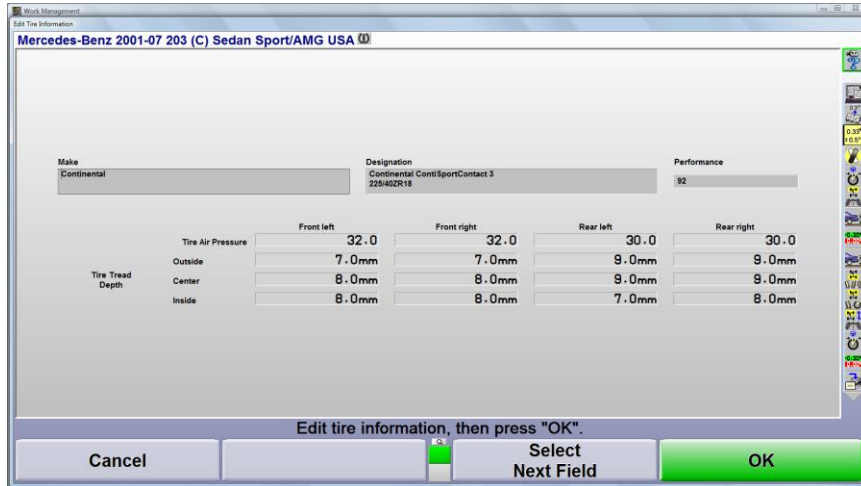 Work Management
Edit Tire Information
Mercedes-Benz 2001-07 203 (C) Sedan Sport/AMG USA
Make
Designation
Performance
Continental
Continental ContiSportContact 3
225/40ZR18
92
Front left Front right Rear left Rear right
Tire Air Pressure 32.0 32.0 30.0 30.0
Outside 7.0mm 7.0mm 9.0mm 9.0mm
Tire Tread
Depth
Center 8.0mm 8.0mm 9.0mm 9.0mm
Inside 8.0mm 8.0mm 7.0mm 8.0mm
Edit tire information, then press "OK".
Cancel
Select
Next Field
OK